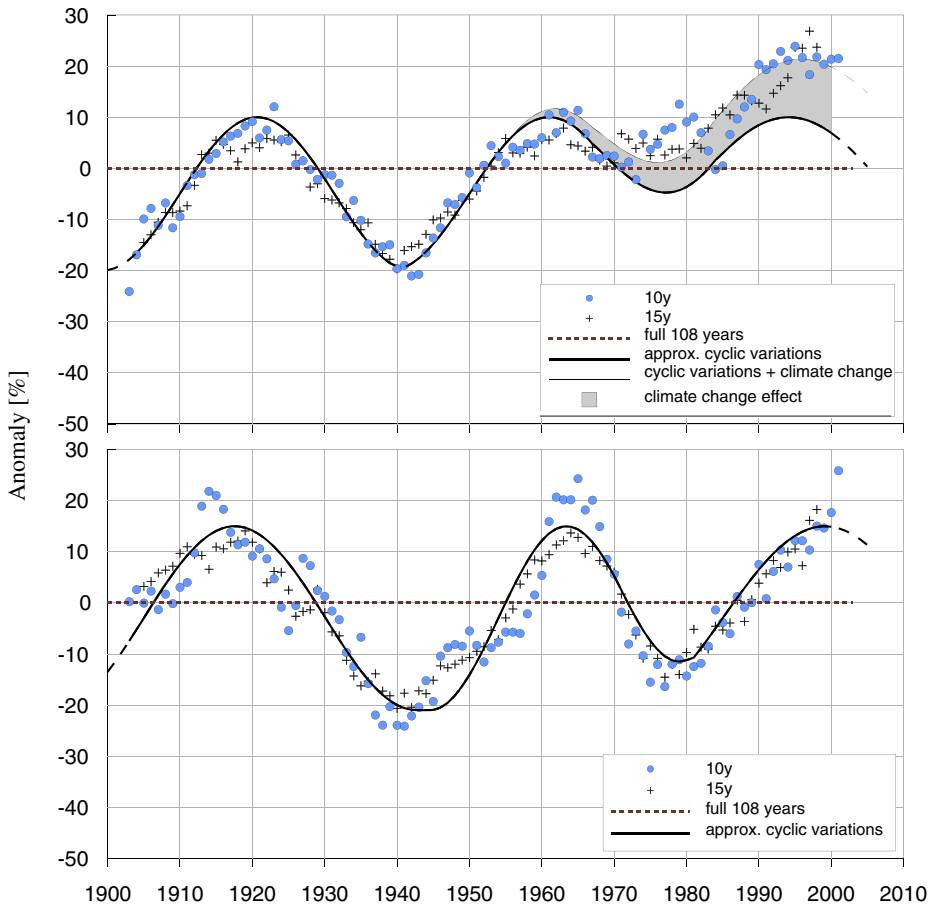 30
20
10
0
-10
-20
-30
-40
-50
10y
15y
full 108 years
approx. cyclic variations
cyclic variations + climate change
climate change effect
Anomaly [%]
30
20
10
0
-10
-20
-30
-40
-50
10y
15y
full 108 years
approx. cyclic variations
1900 1910 1920 1930 1940 1950 1960 1970 1980 1990 2000 2010